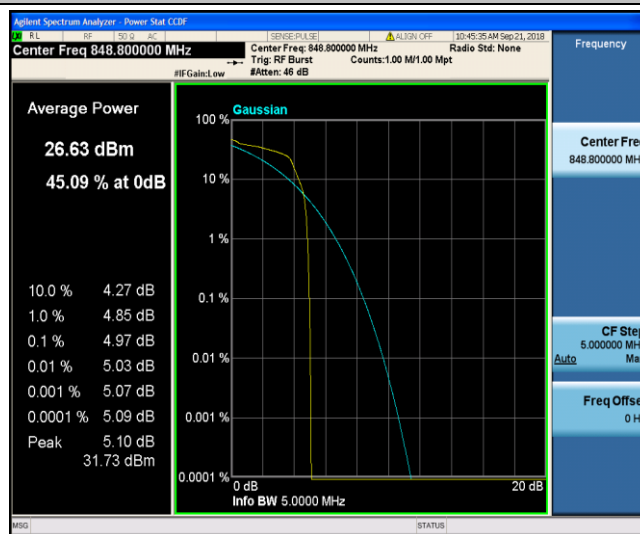 Agilent Spectrum Analyzer - Power Stat CCDF
RL RF 50 Ω AC SENSE:PULSE ALIGN OFF 10:45:35 AM Sep 21, 2018
Center Freq 848.800000 MHz
Center Freq: 848.800000 MHz Radio Std: None
Trig: RF Burst Counts:1.00 M/1.00 Mpt
#IFGain:Low #Atten: 46 dB
Frequency
Average Power
26.63 dBm
45.09 % at 0dB
10.0 % 4.27 dB
1.0 % 4.85 dB
0.1 % 4.97 dB
0.01 % 5.03 dB
0.001 % 5.07 dB
0.0001 % 5.09 dB
Peak 5.10 dB
31.73 dBm
Gaussian
100 %
10 %
1 %
0.1 %
0.01 %
0.001 %
0.0001 %
0 dB 20 dB
Info BW 5.0000 MHz
Center Fre
848.800000 MH
CF Ste
5.000000 MH
Auto Ma
Freq Offse
0 H
MSG STATUS